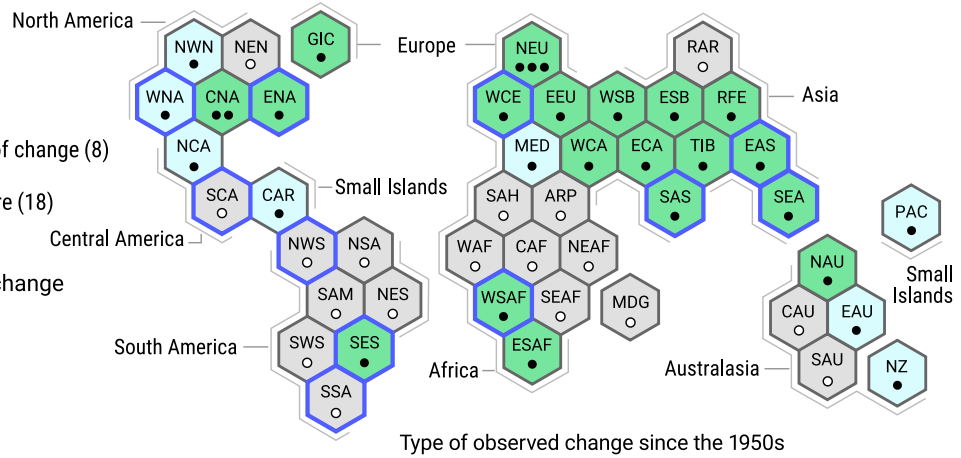 North America
NWN
NEN
GIC
Europe
NEU
RAR
WNA
CNA
ENA
WCE
EEU
WSB
ESB
RFE
Asia
f change (8)
NCA
MED
WCA
ECA
TIB
EAS
re (18)
SCA
CAR
Small Islands
SAH
ARP
SAS
SEA
PAC
Central America
NWS
NSA
WAF
CAF
NEAF
NAU
Small
Islands
change
SAM
NES
WSAF
SEAF
MDG
CAU
EAU
South America
SWS
SES
ESAF
Africa
Australasia
SAU
NZ
SSA
Type of observed change since the 1950s